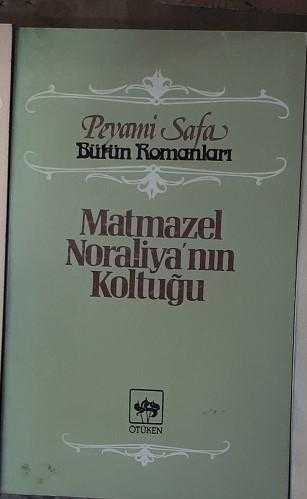 Peyami Safa
Bütün Romanları
Matmazel
Noraliya'nın
Koltuğu
ÖTÜKEN